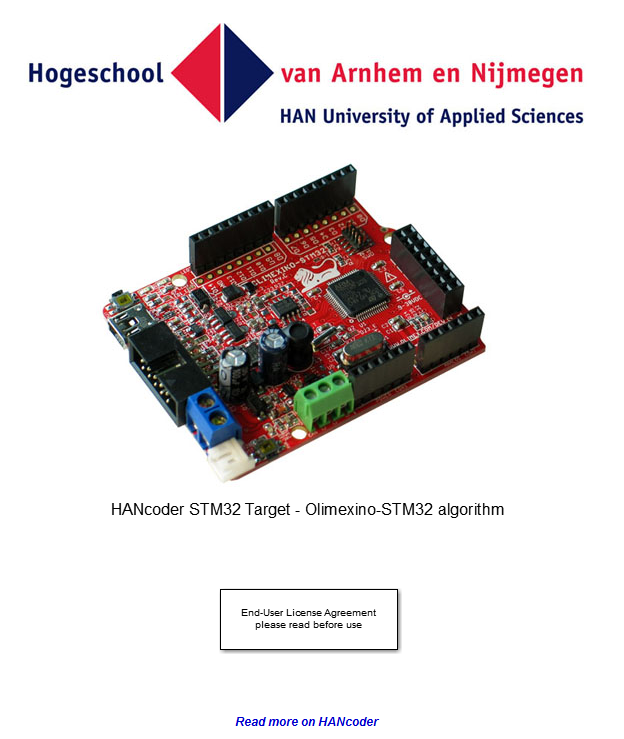 Hogeschool van Arnhem en Nijmegen
HAN University of Applied Sciences
OLIMEXINO-STM32
Rev.C
HANcoder STM32 Target - Olimexino-STM32 algorithm
End-User License Agreement
please read before use
Read more on HANcoder